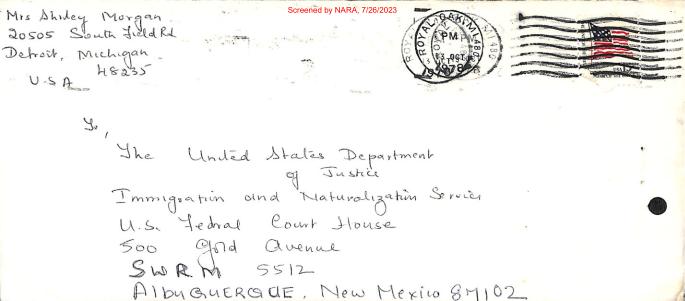 Screened by NARA, 7/26/2023
Mrs Shirley Morgan
20505 South Field Rd
Detroit, Michigan
48235
U.S.A
ROYAL OAK, MI 480
PM
OCT
1978
To,
The United States Department
of Justice
Immigration and Naturalization Service
U.S. Fedral Court House
500 Gold Avenue
SWRM 5512
AlbuQUERQUE, New Mexico 87102